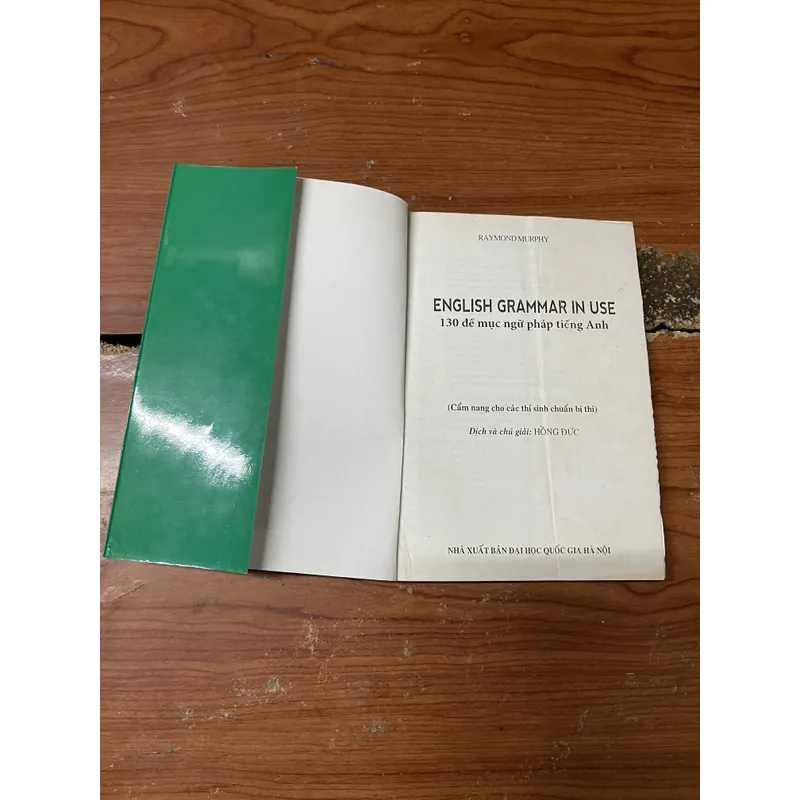 RAYMOND MURPHY
ENGLISH GRAMMAR IN USE
130 đề mục ngữ pháp tiếng Anh
(Cẩm nang cho các thí sinh chuẩn bị thi)
Dịch và chú giải: HỒNG ĐỨC
NHÀ XUẤT BẢN ĐẠI HỌC QUỐC GIA HÀ NỘI